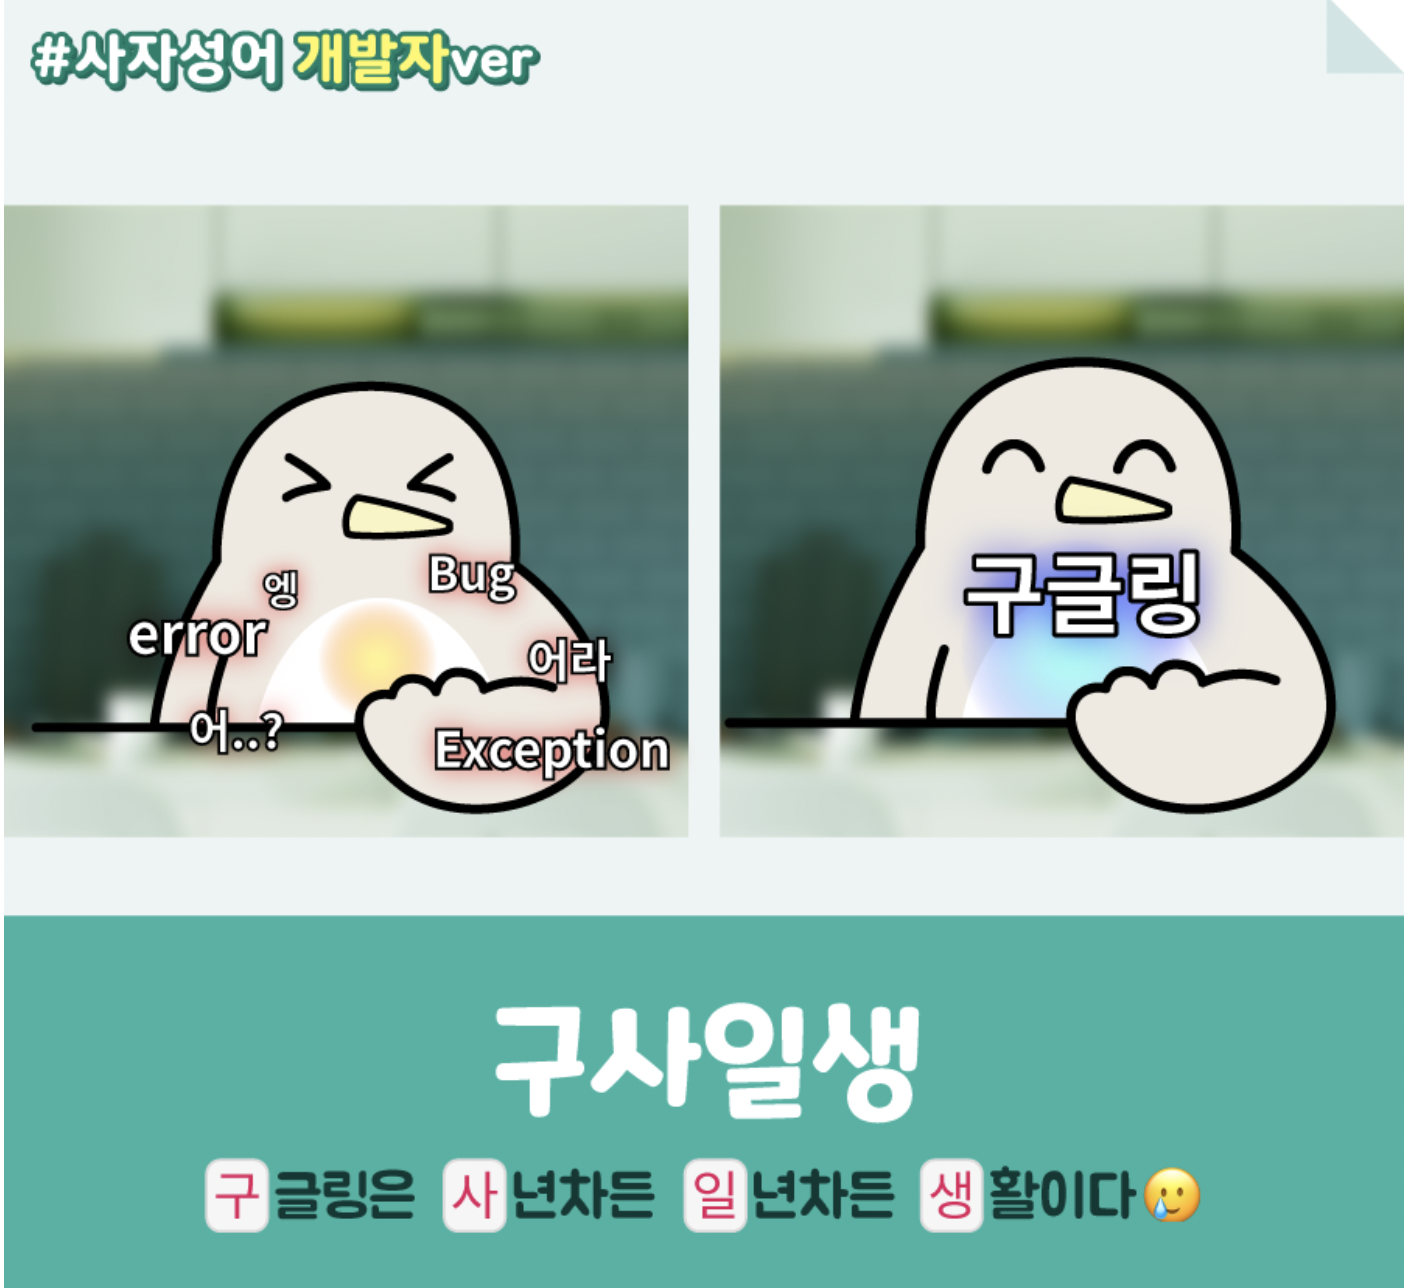 #사자성어 개발자ver
엥
Bug
error
어라
어..?
Exception
구글링
구사일생
구글링은 사년차든 일년차든 생활이다🥲